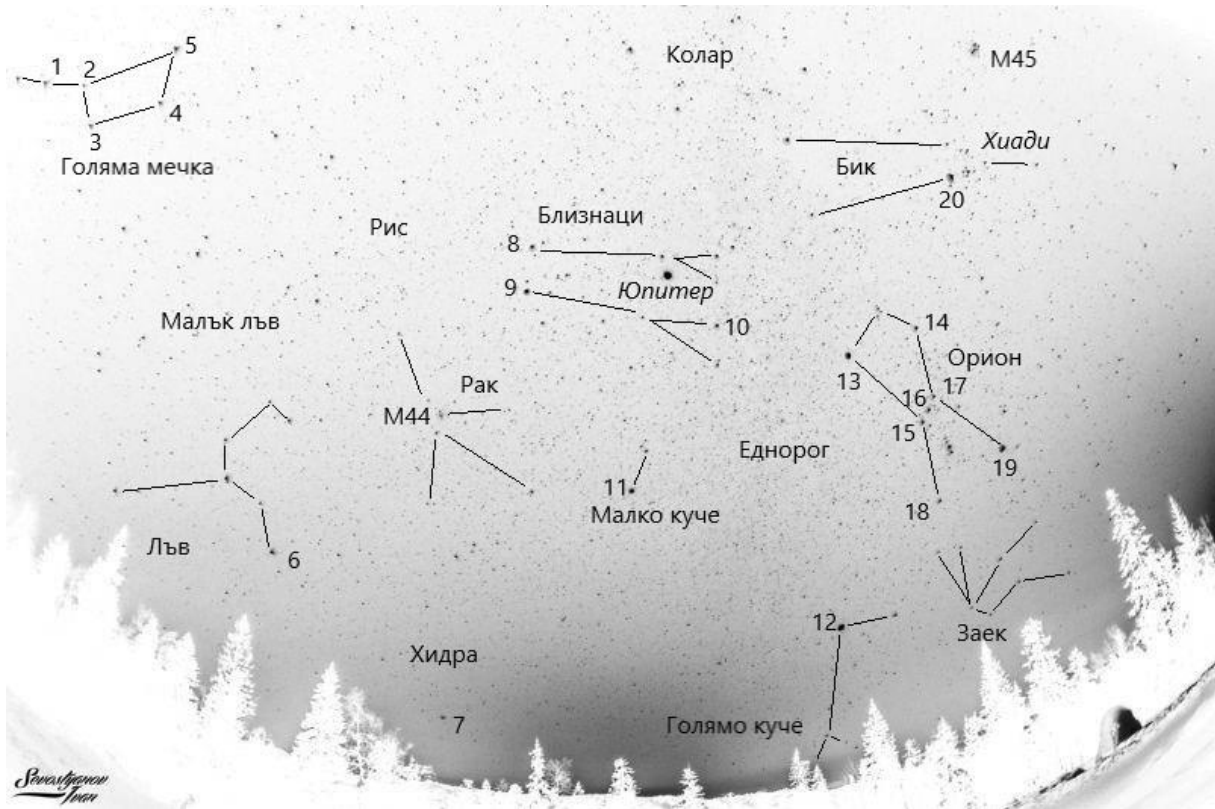 5
Колар
1
2
М45
4
3
Хиади
Голяма мечка
Бик
20
Близнаци
Рис
8
9
Юпитер
Малък лъв
10
14
Орион
13
Рак
17
16
М44
15
Еднорог
19
11
Малко куче
18
Лъв
6
12
Заек
Хидра
7
Голямо куче
Sevostyanov
Ivan